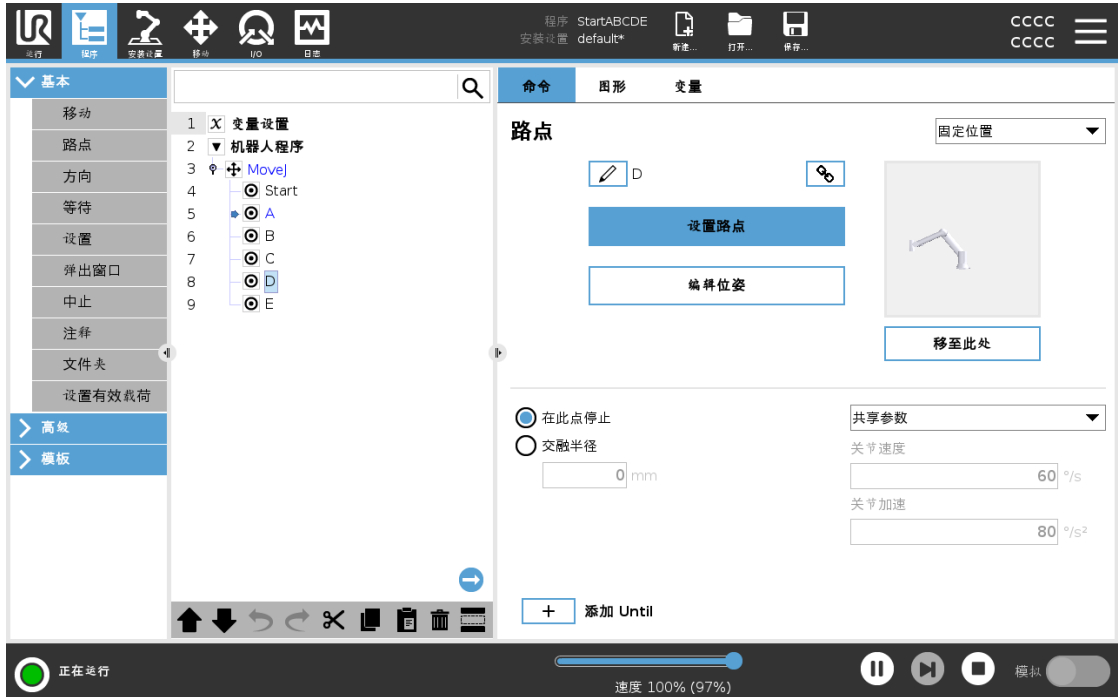 UR
运行
程序
安装设置
移动
I/O
日志
程序 StartABCDE
安装设置 default*
新建...
打开...
保存...
CCCC
CCCC
基本
移动
路点
方向
等待
设置
弹出窗口
中止
注释
文件夹
设置有效载荷
高级
模板
1 X 变量设置
2 ▼ 机器人程序
3 MoveJ
4 Start
5 A
6 B
7 C
8 D
9 E
命令 图形 变量
路点
固定位置
D
设置路点
编辑位姿
移至此处
在此点停止
交融半径
0 mm
共享参数
关节速度
60 °/s
关节加速
80 °/s²
+ 添加 Until
正在运行
速度 100% (97%)
模拟